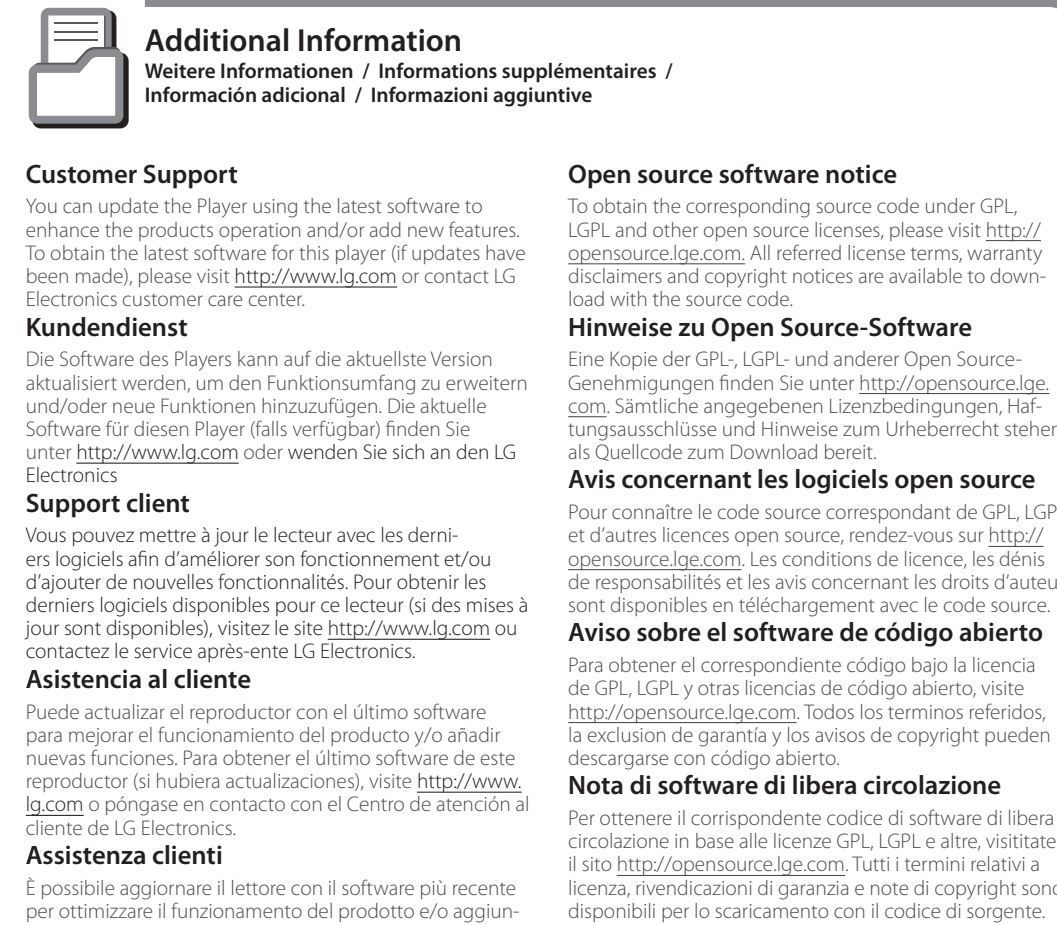 Additional Information
Weitere Informationen / Informations supplémentaires /
Información adicional / Informazioni aggiuntive
Customer Support
You can update the Player using the latest software to
enhance the products operation and/or add new features.
To obtain the latest software for this player (if updates have
been made), please visit http://www.lg.com or contact LG
Electronics customer care center.
Kundendienst
Die Software des Players kann auf die aktuellste Version
aktualisiert werden, um den Funktionsumfang zu erweitern
und/oder neue Funktionen hinzuzufügen. Die aktuelle
Software für diesen Player (falls verfügbar) finden Sie
unter http://www.lg.com oder wenden Sie sich an den LG
Electronics
Support client
Vous pouvez mettre à jour le lecteur avec les derni-
ers logiciels afin d’améliorer son fonctionnement et/ou
d’ajouter de nouvelles fonctionnalités. Pour obtenir les
derniers logiciels disponibles pour ce lecteur (si des mises à
jour sont disponibles), visitez le site http://www.lg.com ou
contactez le service après-ente LG Electronics.
Asistencia al cliente
Puede actualizar el reproductor con el último software
para mejorar el funcionamiento del producto y/o añadir
nuevas funciones. Para obtener el último software de este
reproductor (si hubiera actualizaciones), visite http://www.
lg.com o póngase en contacto con el Centro de atención al
cliente de LG Electronics.
Assistenza clienti
È possibile aggiornare il lettore con il software più recente
per ottimizzare il funzionamento del prodotto e/o aggiun-
Open source software notice
To obtain the corresponding source code under GPL,
LGPL and other open source licenses, please visit http://
opensource.lge.com. All referred license terms, warranty
disclaimers and copyright notices are available to down-
load with the source code.
Hinweise zu Open Source-Software
Eine Kopie der GPL-, LGPL- und anderer Open Source-
Genehmigungen finden Sie unter http://opensource.lge.
com. Sämtliche angegebenen Lizenzbedingungen, Haf-
tungsausschlüsse und Hinweise zum Urheberrecht stehen
als Quellcode zum Download bereit.
Avis concernant les logiciels open source
Pour connaître le code source correspondant de GPL, LGP
et d’autres licences open source, rendez-vous sur http://
opensource.lge.com. Les conditions de licence, les dénis
de responsabilités et les avis concernant les droits d’auteu
sont disponibles en téléchargement avec le code source.
Aviso sobre el software de código abierto
Para obtener el correspondiente código bajo la licencia
de GPL, LGPL y otras licencias de código abierto, visite
http://opensource.lge.com. Todos los terminos referidos,
la exclusion de garantía y los avisos de copyright pueden
descargarse con código abierto.
Nota di software di libera circolazione
Per ottenere il corrispondente codice di software di libera
circolazione in base alle licenze GPL, LGPL e altre, visititate
il sito http://opensource.lge.com. Tutti i termini relativi a
licenza, rivendicazioni di garanzia e note di copyright sono
disponibili per lo scaricamento con il codice di sorgente.